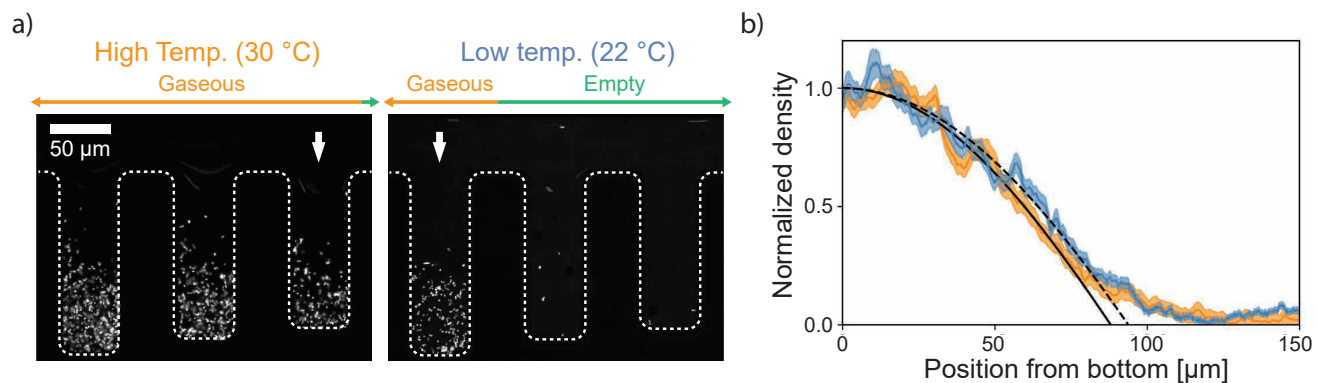 a)
High Temp. (30 °C)
Low temp. (22 °C)
Gaseous
Gaseous
Empty
50 µm
b)
Normalized density
1.0
0.5
0.0
0
50
100
150
Position from bottom [µm]